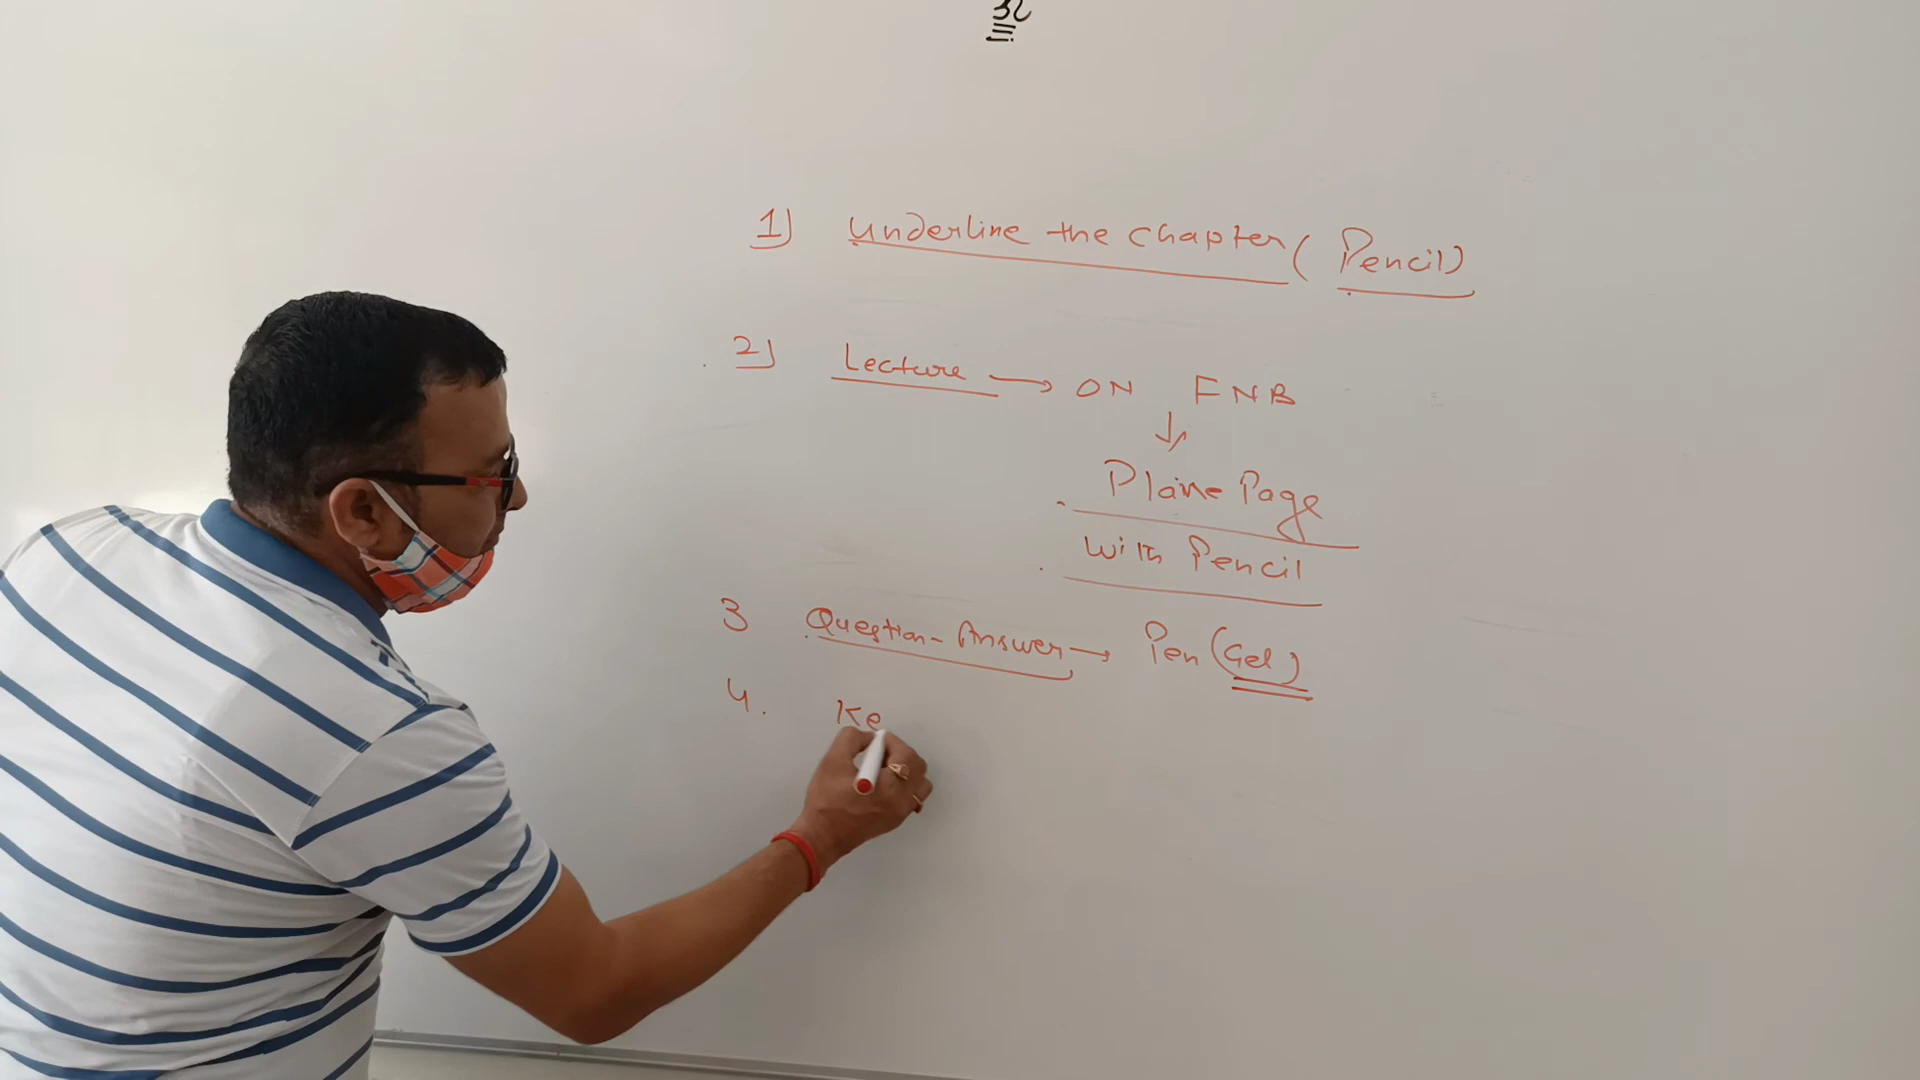 1) Underline the chapter (Pencil)
2) Lecture → ON FNB
↓
Plane Page
with Pencil
3 Question-Answer → Pen (Gel)
4. Ke